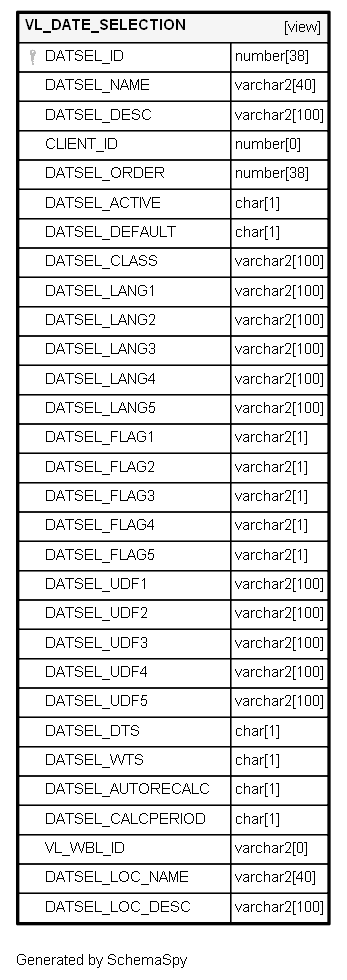 VL_DATE_SELECTION [view]
DATSEL_ID number[38]
DATSEL_NAME varchar2[40]
DATSEL_DESC varchar2[100]
CLIENT_ID number[0]
DATSEL_ORDER number[38]
DATSEL_ACTIVE char[1]
DATSEL_DEFAULT char[1]
DATSEL_CLASS varchar2[100]
DATSEL_LANG1 varchar2[100]
DATSEL_LANG2 varchar2[100]
DATSEL_LANG3 varchar2[100]
DATSEL_LANG4 varchar2[100]
DATSEL_LANG5 varchar2[100]
DATSEL_FLAG1 varchar2[1]
DATSEL_FLAG2 varchar2[1]
DATSEL_FLAG3 varchar2[1]
DATSEL_FLAG4 varchar2[1]
DATSEL_FLAG5 varchar2[1]
DATSEL_UDF1 varchar2[100]
DATSEL_UDF2 varchar2[100]
DATSEL_UDF3 varchar2[100]
DATSEL_UDF4 varchar2[100]
DATSEL_UDF5 varchar2[100]
DATSEL_DTS char[1]
DATSEL_WTS char[1]
DATSEL_AUTORECALC char[1]
DATSEL_CALCPERIOD char[1]
VL_WBL_ID varchar2[0]
DATSEL_LOC_NAME varchar2[40]
DATSEL_LOC_DESC varchar2[100]
Generated by SchemaSpy